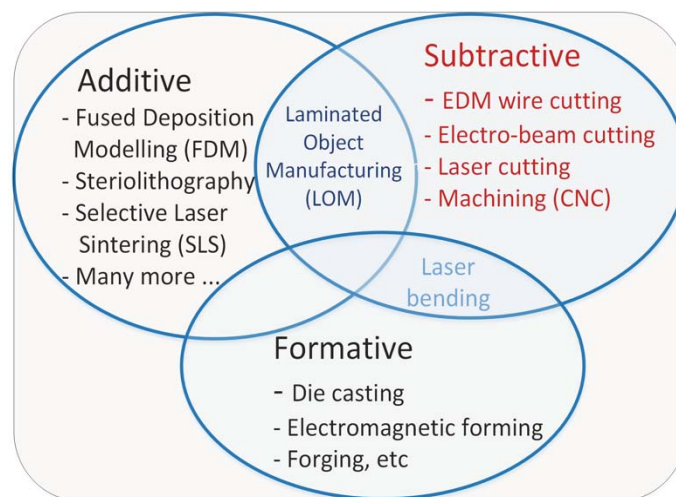 Additive
- Fused Deposition
Modelling (FDM)
- Steriolithography
- Selective Laser
Sintering (SLS)
- Many more ...
Laminated
Object
Manufacturing
(LOM)
Subtractive
- EDM wire cutting
- Electro-beam cutting
- Laser cutting
- Machining (CNC)
Laser
bending
Formative
- Die casting
- Electromagnetic forming
- Forging, etc